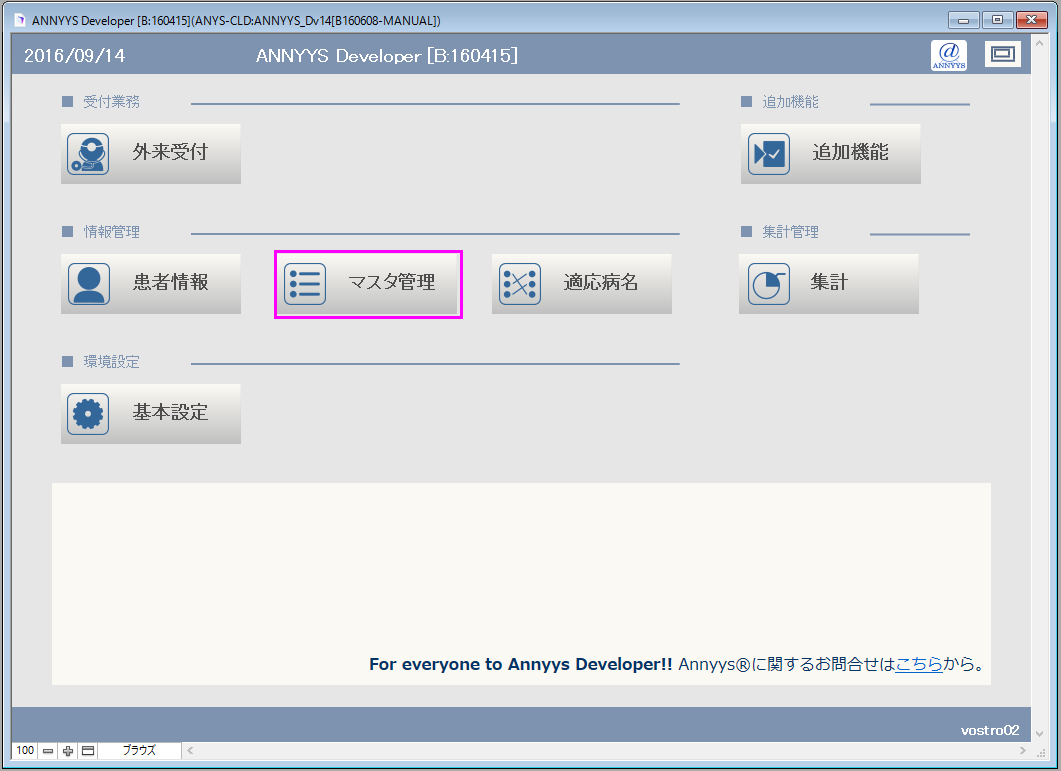 ANNYYS Developer [B:160415](ANYS-CLD:ANNYYS_Dv14[B160608-MANUAL])
2016/09/14 ANNYYS Developer [B:160415]
@
ANNYYS
受付業務 追加機能
外来受付 追加機能
情報管理 集計管理
患者情報 マスタ管理 適応病名 集計
環境設定
基本設定
For everyone to Annyys Developer!! Annyys®に関するお問合せはこちらから。
vostro02
100 ブラウズ